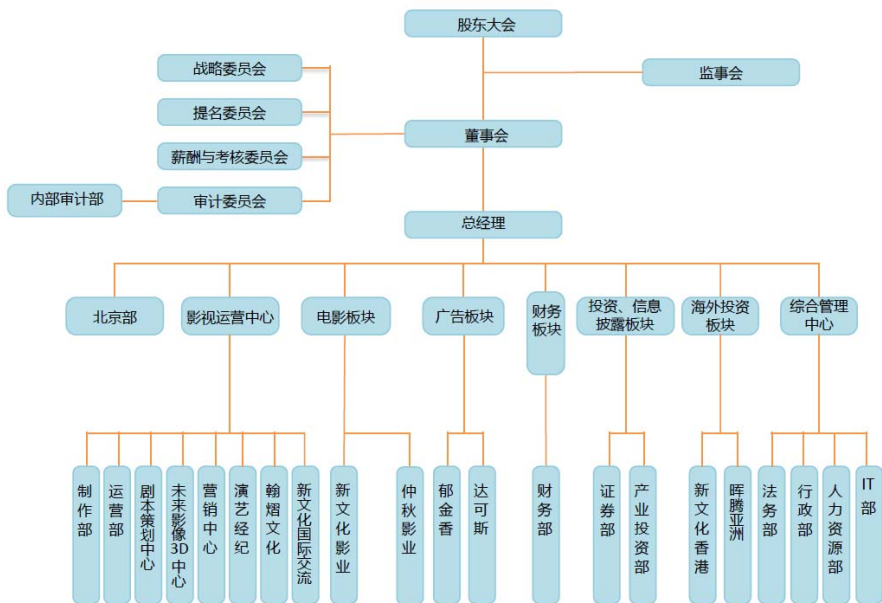 股东大会
战略委员会
监事会
提名委员会
董事会
薪酬与考核委员会
内部审计部
审计委员会
总经理
北京部
影视运营中心
电影板块
广告板块
财务
板块
投资、信息
披露板块
海外投资
板块
综合管理
中心
制作部
运营部
剧本策划中心
未来影像3D中心
营销中心
演艺经纪
翰熠文化
新文化国际交流
新文化影业
仲秋影业
郁金香
达可斯
财务部
证券部
产业投资部
新文化香港
晖腾亚洲
法务部
行政部
人力资源部
IT部